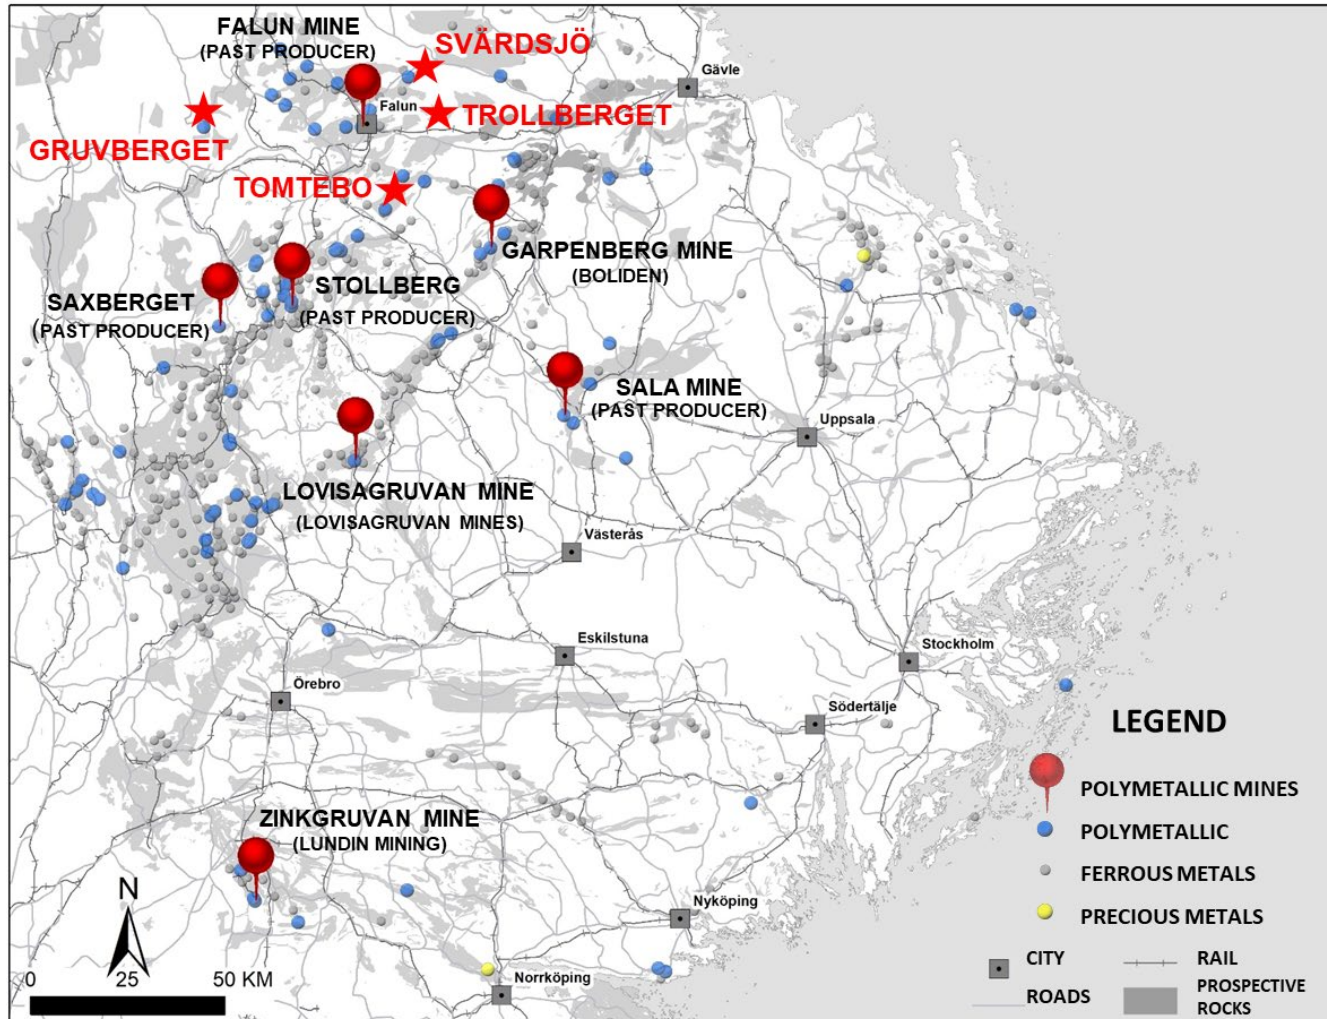 FALUN MINE
(PAST PRODUCER)
SVÄRDSJÖ
Gävle
Falun
TROLLBERGET
GRUVBERGET
TOMTEBO
GARPENBERG MINE
(BOLIDEN)
STOLLBERG
(PAST PRODUCER)
SAXBERGET
(PAST PRODUCER)
SALA MINE
(PAST PRODUCER)
Uppsala
LOVISAGRUVAN MINE
(LOVISAGRUVAN MINES)
Västerås
Eskilstuna
Stockholm
Örebro
Södertälje
ZINKGRUVAN MINE
(LUNDIN MINING)
Nyköping
Norrköping
N
0 25 50 KM
LEGEND
POLYMETALLIC MINES
POLYMETALLIC
FERROUS METALS
PRECIOUS METALS
CITY
RAIL
ROADS
PROSPECTIVE
ROCKS